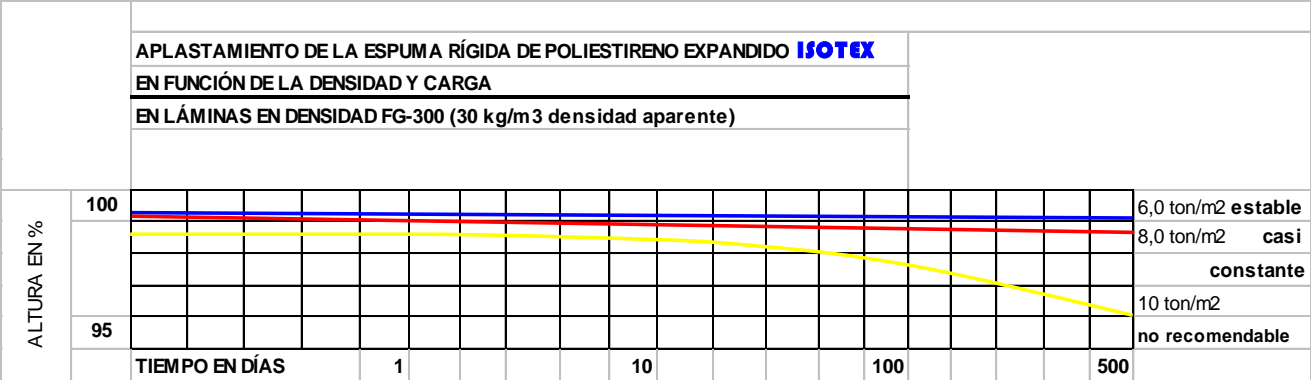 APLASTAMIENTO DE LA ESPUMA RÍGIDA DE POLIESTIRENO EXPANDIDO ISOTEX
EN FUNCIÓN DE LA DENSIDAD Y CARGA
EN LÁMINAS EN DENSIDAD FG-300 (30 kg/m3 densidad aparente)
ALTURA EN %
100
95
6,0 ton/m2 estable
8,0 ton/m2 casi
constante
10 ton/m2
no recomendable
TIEMPO EN DÍAS 1 10 100 500